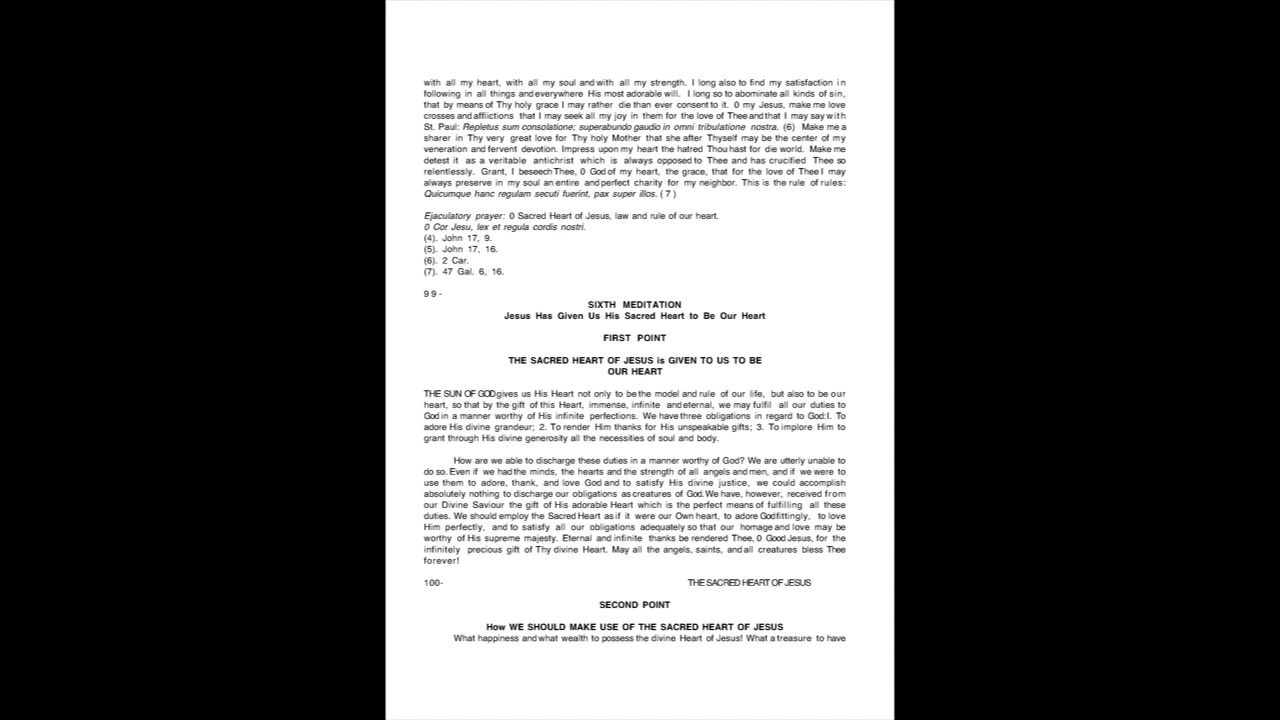 with all my heart, with all my soul and with all my strength. I long also to find my satisfaction in
following in all things and everywhere His most adorable will. I long so to abominate all kinds of sin,
that by means of Thy holy grace I may rather die than ever consent to it. 0 my Jesus, make me love
crosses and afflictions that I may seek all my joy in them for the love of Thee and that I may say with
St. Paul: Repletus sum consolatione; superabundo gaudio in omni tribulatione nostra. (6) Make me a
sharer in Thy very great love for Thy holy Mother that she after Thyself may be the center of my
veneration and fervent devotion. Impress upon my heart the hatred Thou hast for die world. Make me
detest it as a veritable antichrist which is always opposed to Thee and has crucified Thee so
relentlessly. Grant, I beseech Thee, 0 God of my heart, the grace, that for the love of Thee I may
always preserve in my soul an entire and perfect charity for my neighbor. This is the rule of rules:
Quicumque hanc regulam secuti fuerint, pax super illos. ( 7 )
Ejaculatory prayer: 0 Sacred Heart of Jesus, law and rule of our heart.
0 Cor Jesu, lex et regula cordis nostri.
(4). John 17, 9.
(5). John 17, 16.
(6). 2 Car.
(7). 47 Gal. 6, 16.
9 9 -
SIXTH MEDITATION
Jesus Has Given Us His Sacred Heart to Be Our Heart
FIRST POINT
THE SACRED HEART OF JESUS is GIVEN TO US TO BE
OUR HEART
THE SUN OF GOD gives us His Heart not only to be the model and rule of our life, but also to be our
heart, so that by the gift of this Heart, immense, infinite and eternal, we may fulfil all our duties to
God in a manner worthy of His infinite perfections. We have three obligations in regard to God:I. To
adore His divine grandeur; 2. To render Him thanks for His unspeakable gifts; 3. To implore Him to
grant through His divine generosity all the necessities of soul and body.
How are we able to discharge these duties in a manner worthy of God? We are utterly unable to
do so. Even if we had the minds, the hearts and the strength of all angels and men, and if we were to
use them to adore, thank, and love God and to satisfy His divine justice, we could accomplish
absolutely nothing to discharge our obligations as creatures of God. We have, however, received from
our Divine Saviour the gift of His adorable Heart which is the perfect means of fulfilling all these
duties. We should employ the Sacred Heart as if it were our Own heart, to adore God fittingly, to love
Him perfectly, and to satisfy all our obligations adequately so that our homage and love may be
worthy of His supreme majesty. Eternal and infinite thanks be rendered Thee, 0 Good Jesus, for the
infinitely precious gift of Thy divine Heart. May all the angels, saints, and all creatures bless Thee
forever!
100- THE SACRED HEART OF JESUS
SECOND POINT
How WE SHOULD MAKE USE OF THE SACRED HEART OF JESUS
What happiness and what wealth to possess the divine Heart of Jesus! What a treasure to have